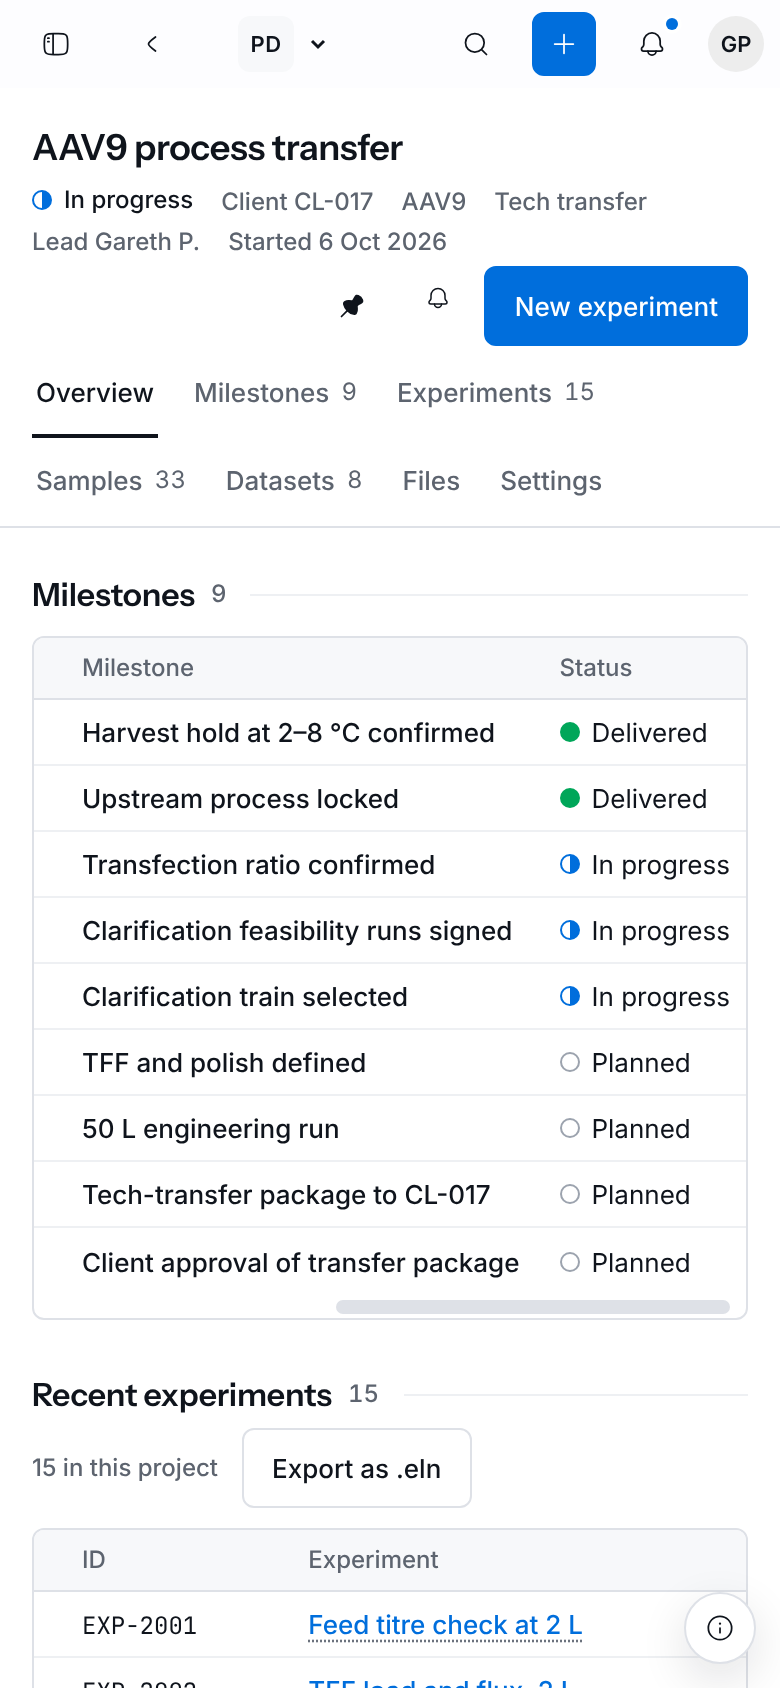 PD
GP
AAV9 process transfer
In progress Client CL-017 AAV9 Tech transfer
Lead Gareth P. Started 6 Oct 2026
New experiment
Overview Milestones 9 Experiments 15
Samples 33 Datasets 8 Files Settings
Milestones 9
Milestone Status
Harvest hold at 2–8 °C confirmed Delivered
Upstream process locked Delivered
Transfection ratio confirmed In progress
Clarification feasibility runs signed In progress
Clarification train selected In progress
TFF and polish defined Planned
50 L engineering run Planned
Tech-transfer package to CL-017 Planned
Client approval of transfer package Planned
Recent experiments 15
15 in this project Export as .eln
ID Experiment
EXP-2001 Feed titre check at 2 L